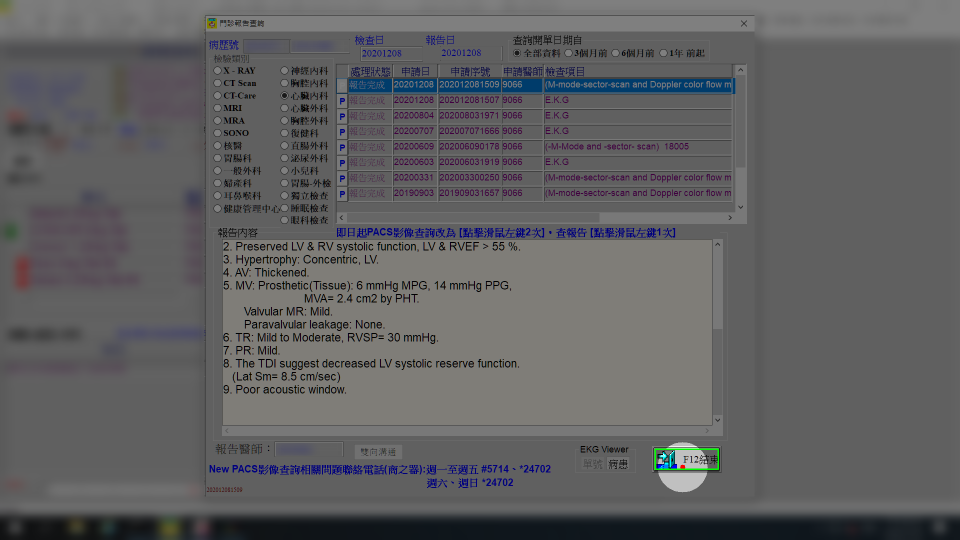 門診報告查詢
病歷號
檢查日 報告日
20201208 20201208
查詢開單日期自
全部資料 3個月前 6個月前 1年 前起
檢驗類別
X - RAY 神經內科
CT Scan 胸腔內科
CT-Care 心臟內科
MRI 心臟外科
MRA 胸腔外科
SONO 復健科
核醫 直腸外科
胃腸科 泌尿外科
一般外科 小兒科
婦產科 胃腸-外檢
耳鼻喉科 獨立檢查
健康管理中心 睡眠檢查
眼科檢查
處理狀態 申請日 申請序號 申請醫師 檢查項目
報告完成 20201208 202012081509 9066 (M-mode-sector-scan and Doppler color flow m
P 報告完成 20201208 202012081507 9066 E.K.G
P 報告完成 20200804 202008031971 9066 E.K.G
P 報告完成 20200707 202007071666 9066 E.K.G
P 報告完成 20200609 202006090178 9066 (-M-Mode and -sector- scan) 18005
P 報告完成 20200603 202006031919 9066 E.K.G
P 報告完成 20200331 202003300250 9066 (M-mode-sector-scan and Doppler color flow m
P 報告完成 20190903 201909031657 9066 (M-mode-sector-scan and Doppler color flow m
報告內容
即日起PACS影像查詢改為 [點擊滑鼠左鍵2次]，查報告 [點擊滑鼠左鍵1次]
2. Preserved LV & RV systolic function, LV & RVEF > 55 %.
3. Hypertrophy: Concentric, LV.
4. AV: Thickened.
5. MV: Prosthetic(Tissue): 6 mmHg MPG, 14 mmHg PPG,
MVA= 2.4 cm2 by PHT.
Valvular MR: Mild.
Paravalvular leakage: None.
6. TR: Mild to Moderate, RVSP= 30 mmHg.
7. PR: Mild.
8. The TDI suggest decreased LV systolic reserve function.
(Lat Sm= 8.5 cm/sec)
9. Poor acoustic window.
報告醫師：
雙向溝通
EKG Viewer
單號 病患
F12結束
New PACS影像查詢相關問題聯絡電話(商之器):週一至週五 #5714、*24702
週六、週日 *24702
202012081509